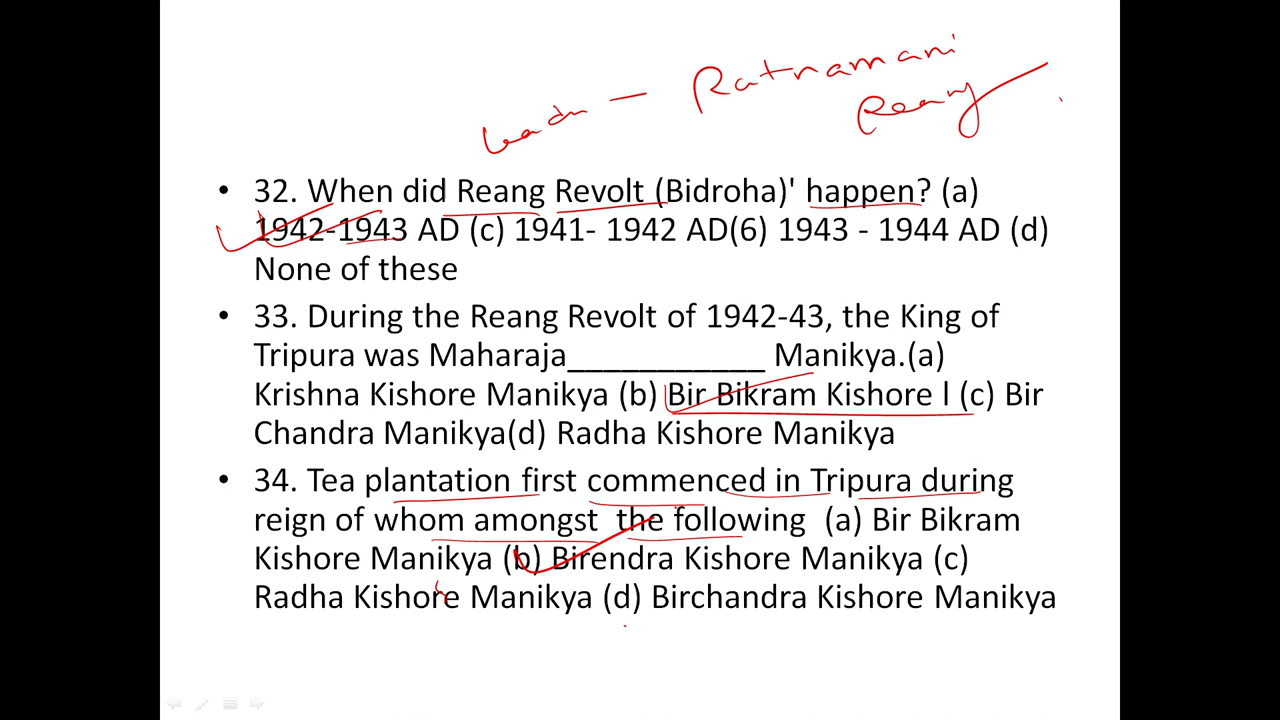 leader - Ratnamani
Reang
• 32. When did Reang Revolt (Bidroha)' happen? (a)
1942-1943 AD (c) 1941- 1942 AD(6) 1943 - 1944 AD (d)
None of these
• 33. During the Reang Revolt of 1942-43, the King of
Tripura was Maharaja___________ Manikya.(a)
Krishna Kishore Manikya (b) Bir Bikram Kishore l (c) Bir
Chandra Manikya(d) Radha Kishore Manikya
• 34. Tea plantation first commenced in Tripura during
reign of whom amongst the following (a) Bir Bikram
Kishore Manikya (b) Birendra Kishore Manikya (c)
Radha Kishore Manikya (d) Birchandra Kishore Manikya